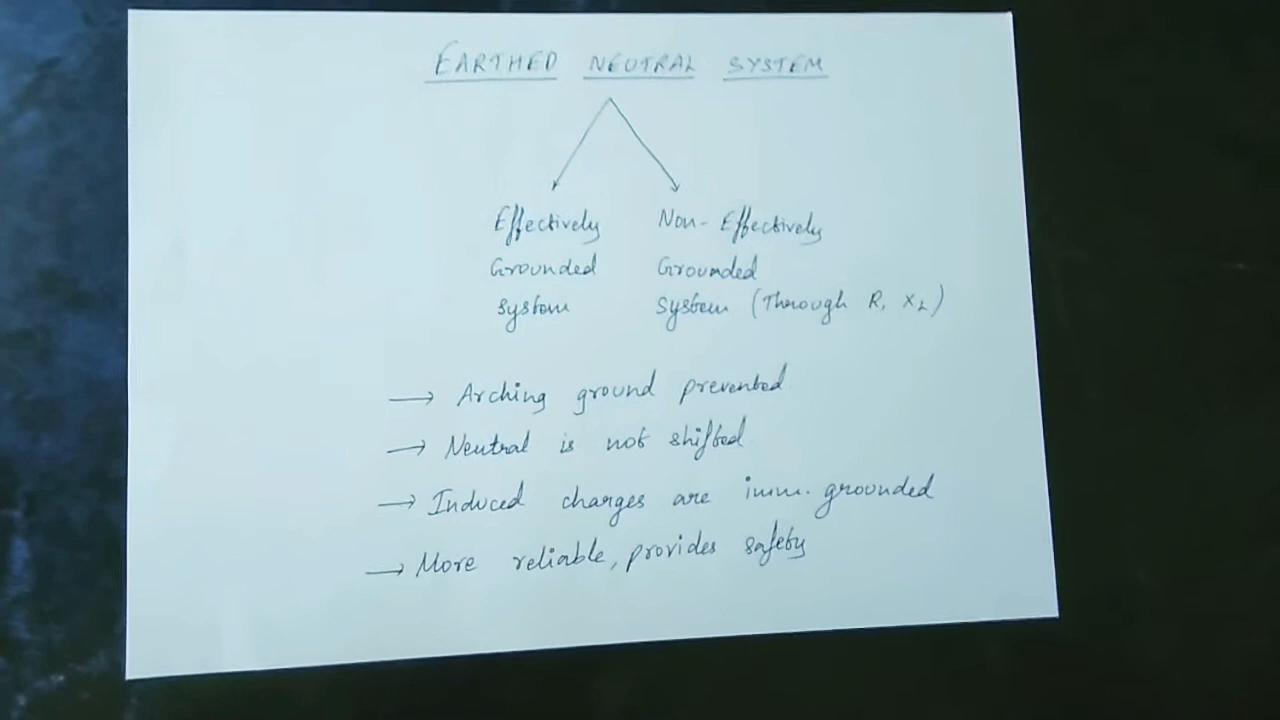 EARTHED NEUTRAL SYSTEM
Effectively Non-Effectively
Grounded Grounded
System System (Through R, XL)
→ Arching ground prevented
→ Neutral is not shifted
→ Induced charges are imm. grounded
→ More reliable, provides safety